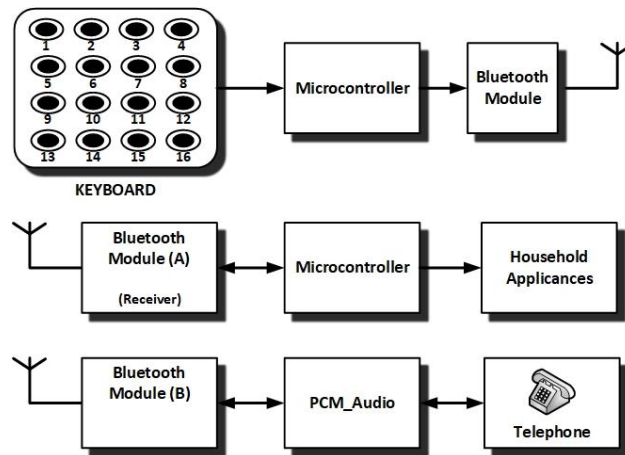 1 2 3 4
5 6 7 8
9 10 11 12
13 14 15 16
KEYBOARD
Microcontroller
Bluetooth
Module
Bluetooth
Module (A)
(Receiver)
Microcontroller
Household
Applicances
Bluetooth
Module (B)
PCM_Audio
Telephone